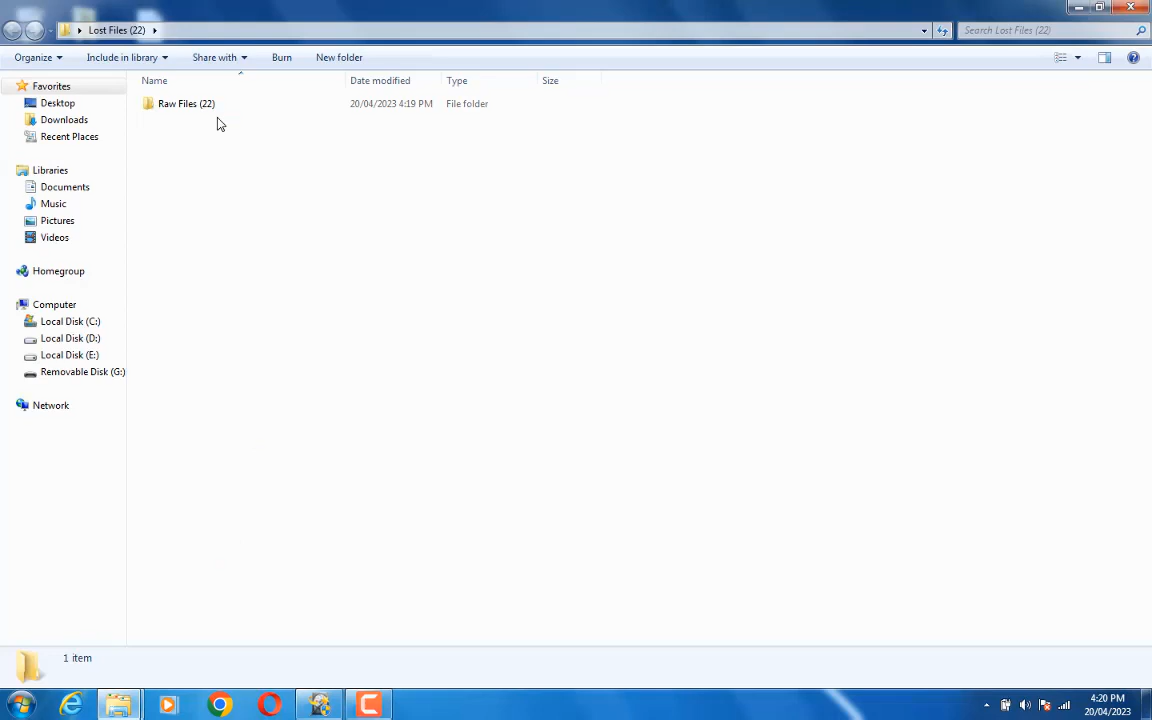 Lost Files (22)
Search Lost Files (22)
Organize
Include in library
Share with
Burn
New folder
Name
Date modified
Type
Size
Favorites
Desktop
Downloads
Recent Places
Libraries
Documents
Music
Pictures
Videos
Homegroup
Computer
Local Disk (C:)
Local Disk (D:)
Local Disk (E:)
Removable Disk (G:)
Network
Raw Files (22)
20/04/2023 4:19 PM
File folder
1 item
4:20 PM
20/04/2023